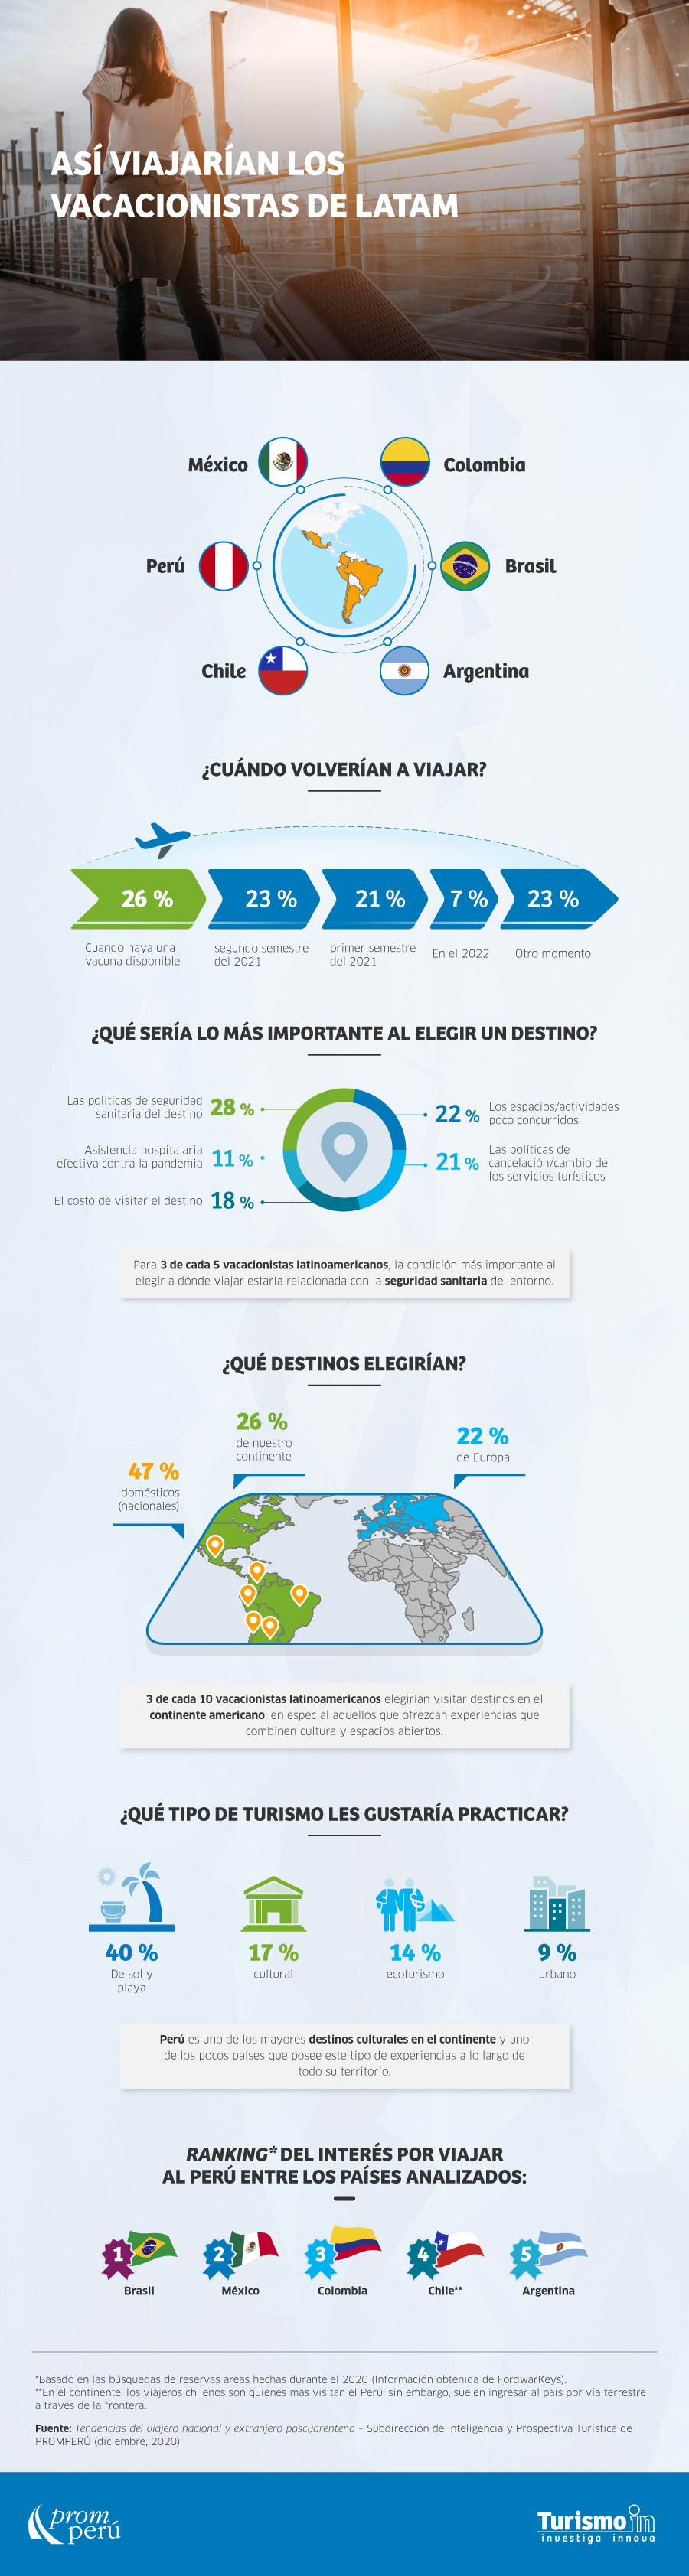 ASÍ VIAJARÍAN LOS
VACACIONISTAS DE LATAM
México
Colombia
Perú
Brasil
Chile
Argentina
¿CUÁNDO VOLVERÍAN A VIAJAR?
26 %
23 %
21 %
7 %
23 %
Cuando haya una
vacuna disponible
segundo semestre
del 2021
primer semestre
del 2021
En el 2022
Otro momento
¿QUÉ SERÍA LO MÁS IMPORTANTE AL ELEGIR UN DESTINO?
Las políticas de seguridad
sanitaria del destino
28 %
22 %
Los espacios/actividades
poco concurridos
Asistencia hospitalaria
efectiva contra la pandemia
11 %
21 %
Las políticas de
cancelación/cambio de
los servicios turísticos
El costo de visitar el destino
18 %
Para 3 de cada 5 vacacionistas latinoamericanos, la condición más importante al
elegir a dónde viajar estaría relacionada con la seguridad sanitaria del entorno.
¿QUÉ DESTINOS ELEGIRÍAN?
26 %
de nuestro
continente
22 %
de Europa
47 %
domésticos
(nacionales)
3 de cada 10 vacacionistas latinoamericanos elegirían visitar destinos en el
continente americano, en especial aquellos que ofrezcan experiencias que
combinen cultura y espacios abiertos.
¿QUÉ TIPO DE TURISMO LES GUSTARÍA PRACTICAR?
40 %
De sol y
playa
17 %
cultural
14 %
ecoturismo
9 %
urbano
Perú es uno de los mayores destinos culturales en el continente y uno
de los pocos países que posee este tipo de experiencias a lo largo de
todo su territorio.
RANKING* DEL INTERÉS POR VIAJAR
AL PERÚ ENTRE LOS PAÍSES ANALIZADOS:
1
2
3
4
5
Brasil
México
Colombia
Chile**
Argentina
*Basado en las búsquedas de reservas áreas hechas durante el 2020 (Información obtenida de FordwarKeys).
**En el continente, los viajeros chilenos son quienes más visitan el Perú; sin embargo, suelen ingresar al país por vía terrestre
a través de la frontera.
Fuente: Tendencias del viajero nacional y extranjero poscuarentena – Subdirección de Inteligencia y Prospectiva Turística de
PROMPERÚ (diciembre, 2020)
prom
perú
Turismo in
investiga innova